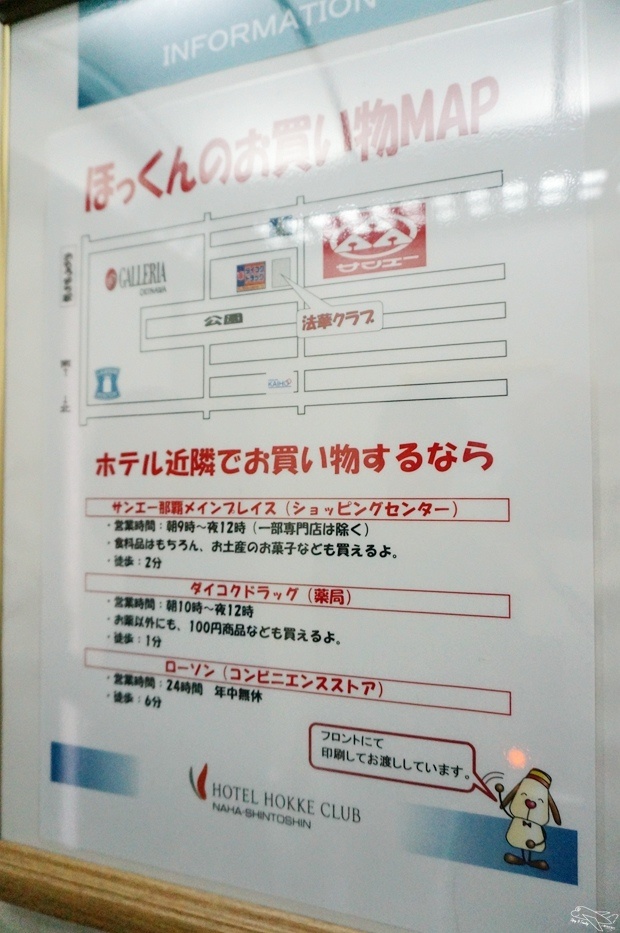 INFORMATION
ほっくんのお買い物MAP
GALLERIA
OKINAWA
サンエー
公園
法華クラブ
ホテル近隣でお買い物するなら
サンエー那覇メインプレイス（ショッピングセンター）
・営業時間：朝9時～夜12時（一部専門店は除く）
・食料品はもちろん、お土産のお菓子なども買えるよ。
・徒歩：2分
ダイコクドラッグ（薬局）
・営業時間：朝10時～夜12時
・お薬以外にも、100円商品なども買えるよ。
・徒歩：1分
ローソン（コンビニエンスストア）
・営業時間：24時間　年中無休
・徒歩：6分
フロントにて
印刷してお渡ししています。
HOTEL HOKKE CLUB
NAHA-SHINTOSHIN